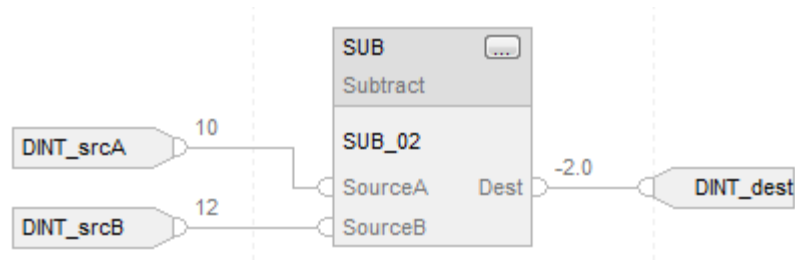 SUB ...
Subtract
DINT_srcA 10
SUB_02
SourceA Dest -2.0 DINT_dest
DINT_srcB 12
SourceB